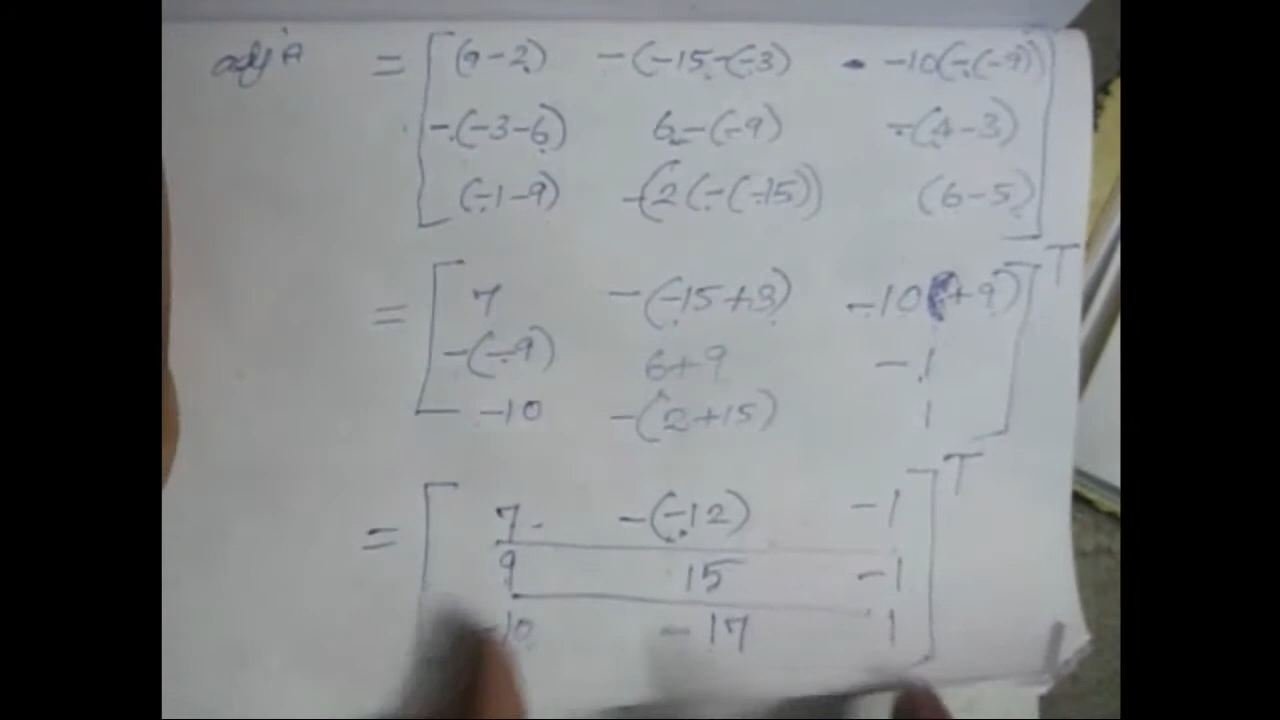 adj A = [ (9-2) -(-15-(-3) - -10(-(-9))
-(-3-6) 6-(-9) -(4-3)
(-1-9) -(2(-(-15)) (6-5) ]
= [ 7 -(-15+3) -10 +9) ]T
-(-9) 6+9 -1
-10 -(2+15) 1
= [ 7 -(-12) -1 ]T
9 15 -1
-10 -17 1